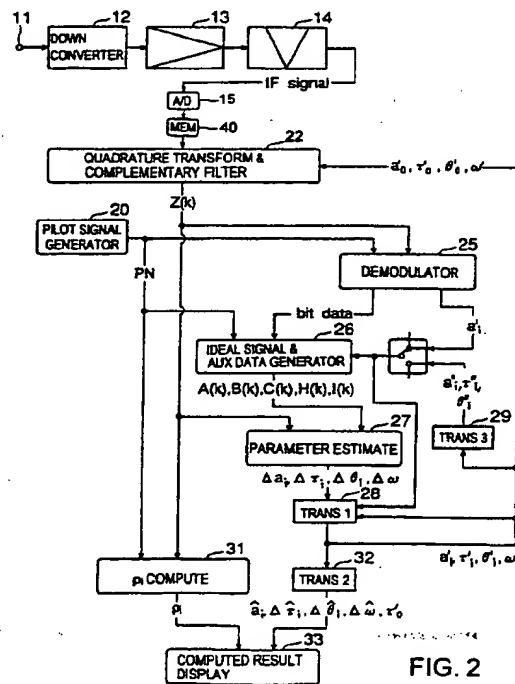 11
12
13
14
DOWN
CONVERTER
IF signal
A/D
15
MEM
40
22
QUADRATURE TRANSFORM &
COMPLEMENTARY FILTER
a'₀, τ'₀, θ'₀, ω'
Z(k)
20
PILOT SIGNAL
GENERATOR
PN
25
DEMODULATOR
bit data
a'ᵢ
26
IDEAL SIGNAL &
AUX DATA GENERATOR
A(k),B(k),C(k),H(k),I(k)
a"ᵢ, τ"ᵢ,
θ"ᵢ
27
PARAMETER ESTIMATE
29
TRANS 3
Δaᵢ, Δτᵢ, Δθᵢ, Δω
28
TRANS 1
a'ᵢ, τ'ᵢ, θ'ᵢ, ω'
31
ρᵢ COMPUTE
32
TRANS 2
ρᵢ
âᵢ, Δτ̂ᵢ, Δθ̂ᵢ, Δω̂, τ'₀
33
COMPUTED RESULT
DISPLAY
FIG. 2